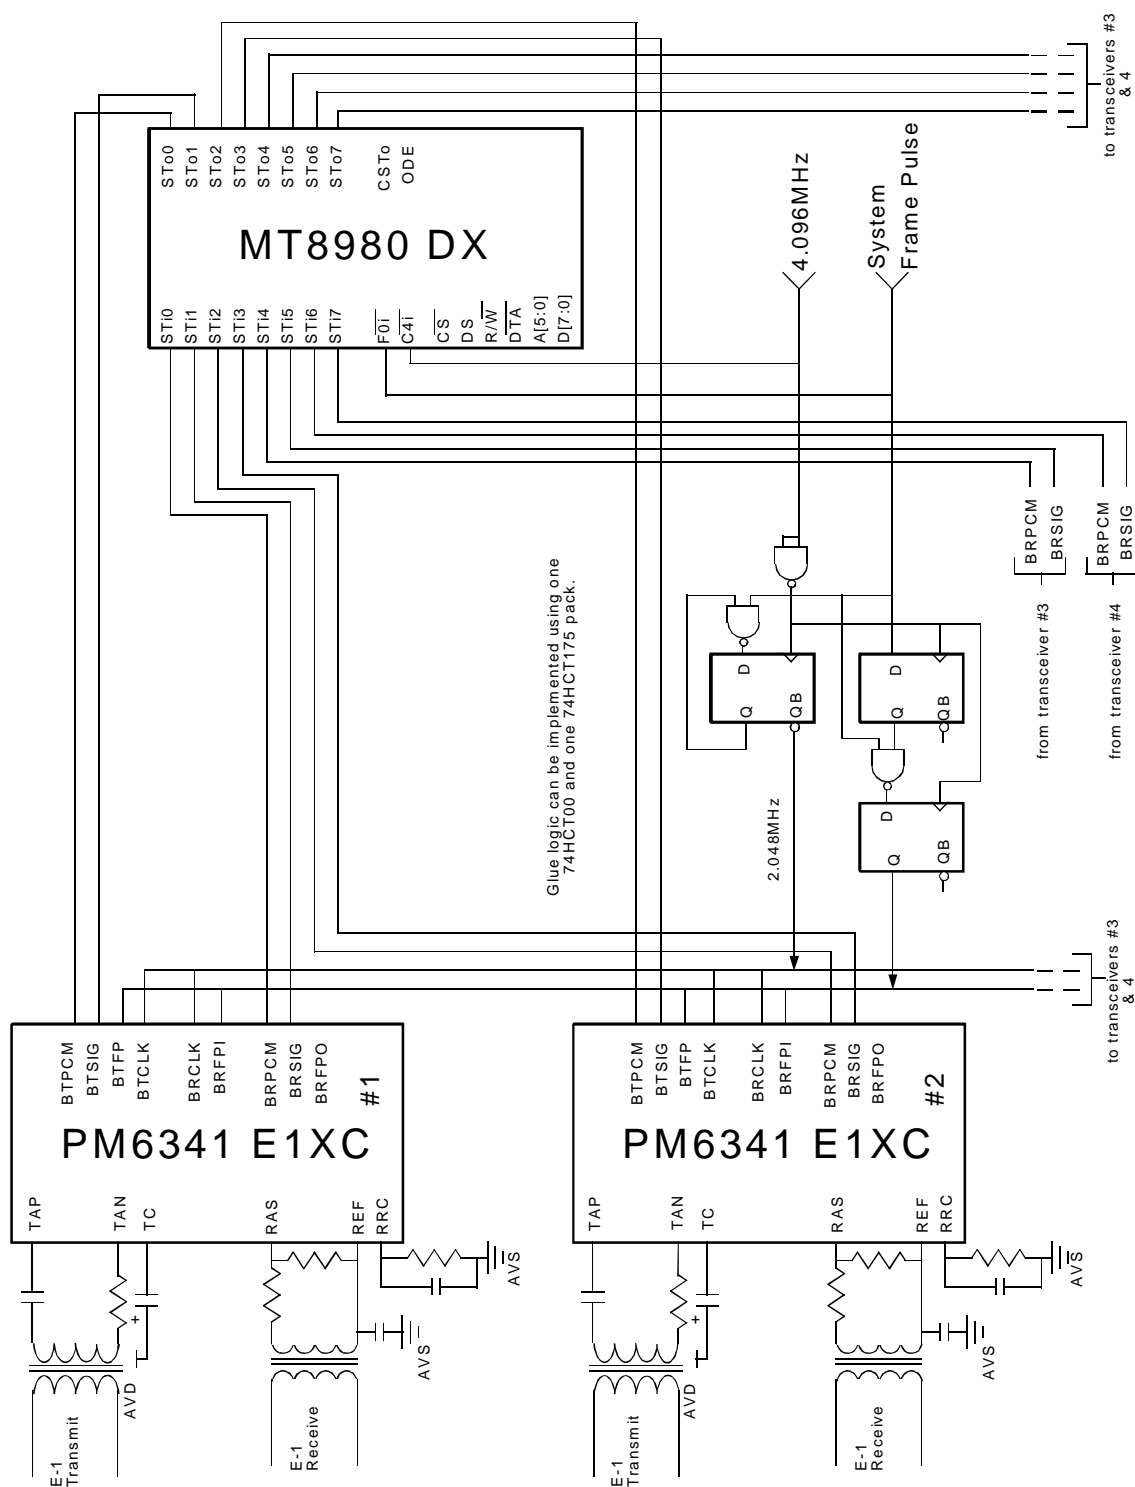 to transceivers #3
& 4
STo0
STo1
STo2
STo3
STo4
STo5
STo6
STo7
CSTo
ODE
MT8980 DX
STi0
STi1
STi2
STi3
STi4
STi5
STi6
STi7
F0i
C4i
CS
DS
R/W
DTA
A[5:0]
D[7:0]
4.096MHz
System
Frame Pulse
BRPCM
BRSIG
BRPCM
BRSIG
from transceiver #3
from transceiver #4
Glue logic can be implemented using one
74HCT00 and one 74HCT175 pack.
D
Q
QB
D
Q
QB
D
Q
QB
2.048MHz
to transceivers #3
& 4
BTPCM
BTSIG
BTFP
BTCLK
BRCLK
BRFPI
BRPCM
BRSIG
BRFPO
#1
PM6341 E1XC
TAP
TAN
TC
RAS
REF
RRC
AVS
+
AVD
AVS
E-1
Transmit
E-1
Receive
BTPCM
BTSIG
BTFP
BTCLK
BRCLK
BRFPI
BRPCM
BRSIG
BRFPO
#2
PM6341 E1XC
TAP
TAN
TC
RAS
REF
RRC
AVS
+
AVD
AVS
E-1
Transmit
E-1
Receive